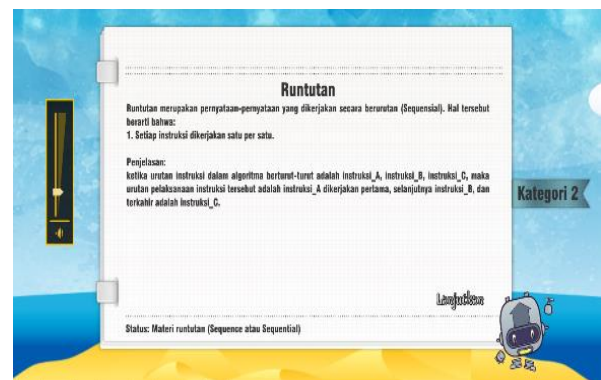 Runtutan
Runtutan merupakan pernyataan-pernyataan yang dikerjakan secara berurutan (Sequensial). Hal tersebut
berarti bahwa:
1. Setiap instruksi dikerjakan satu per satu.
Penjelasan:
ketika urutan instruksi dalam algoritma berturut-turut adalah instruksi_A, instruksi_B, instruksi_C, maka
urutan pelaksanaan instruksi tersebut adalah instruksi_A dikerjakan pertama, selanjutnya instruksi_B, dan
terkahir adalah instruksi_C.
Kategori 2
Lanjutkan
Status: Materi runtutan (Sequence atau Sequential)